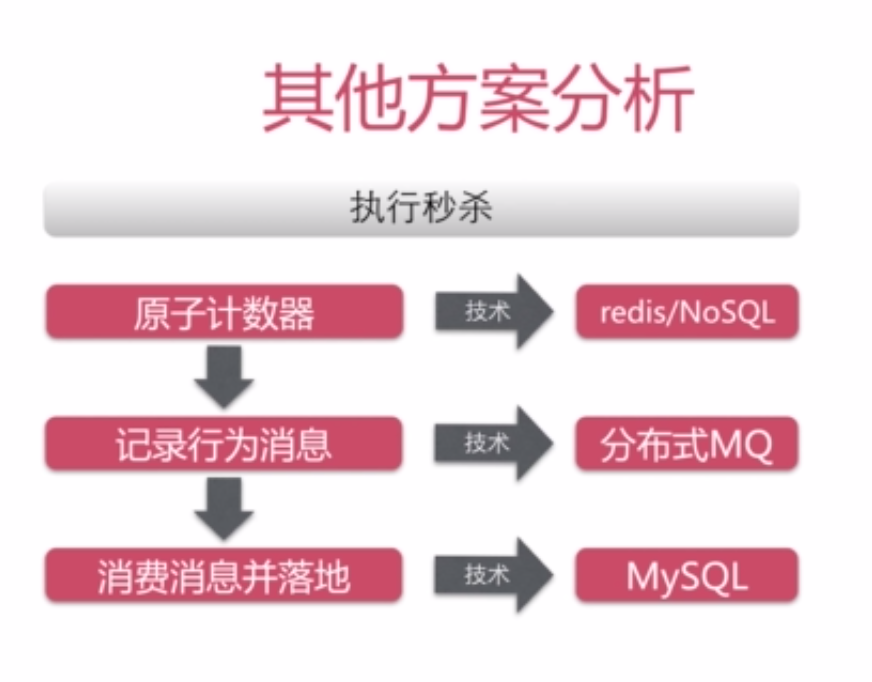 其他方案分析
执行秒杀
原子计数器
技术
redis/NoSQL
记录行为消息
技术
分布式MQ
消费消息并落地
技术
MySQL